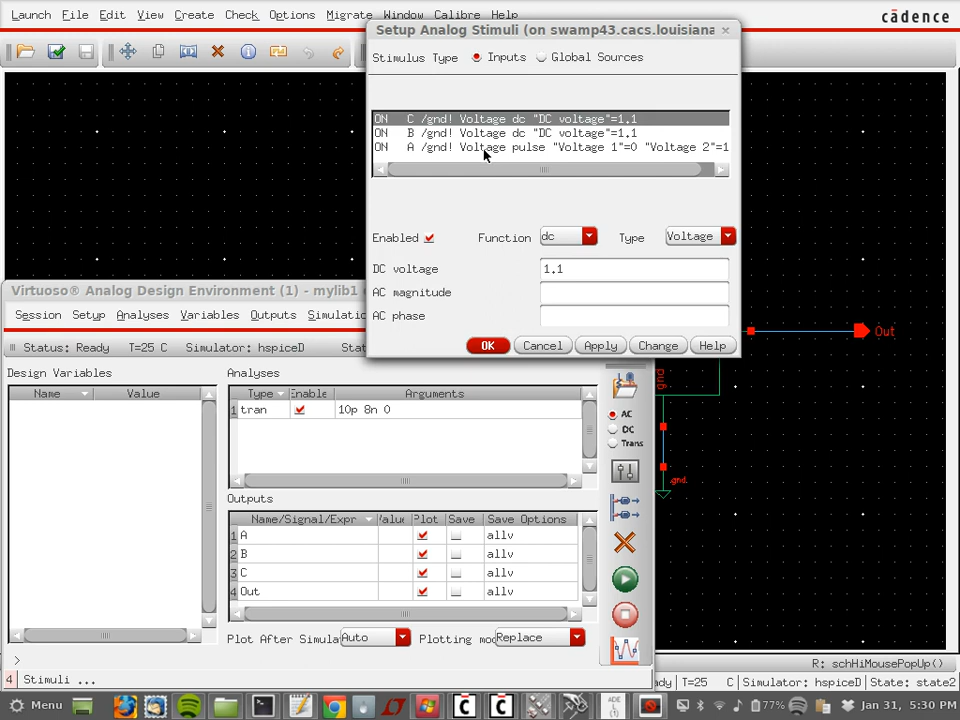 Launch File Edit View Create Check Options Migrate Window Calibre Help
cādence
Setup Analog Stimuli (on swamp43.cacs.louisiana ×
Stimulus Type Inputs Global Sources
ON C /gnd! Voltage dc "DC voltage"=1.1
ON B /gnd! Voltage dc "DC voltage"=1.1
ON A /gnd! Voltage pulse "Voltage 1"=0 "Voltage 2"=1
Enabled Function dc Type Voltage
DC voltage 1.1
AC magnitude
AC phase
OK Cancel Apply Change Help
Out
gnd
gnd
Virtuoso® Analog Design Environment (1) - mylib1
Session Setup Analyses Variables Outputs Simulatio
Status: Ready T=25 C Simulator: hspiceD Stat
Design Variables
Name Value
Analyses
Type Enable Arguments
1 tran 10p 8n 0
AC
DC
Trans
Outputs
Name/Signal/Expr Value Plot Save Save Options
1 A allv
2 B allv
3 C allv
4 Out allv
Plot After Simula Auto Plotting mod Replace
>
4 Stimuli ...
R: schHiMousePopUp()
ady T=25 C Simulator: hspiceD State: state2
Menu
ADE
L
(1)
77% Jan 31, 5:30 PM